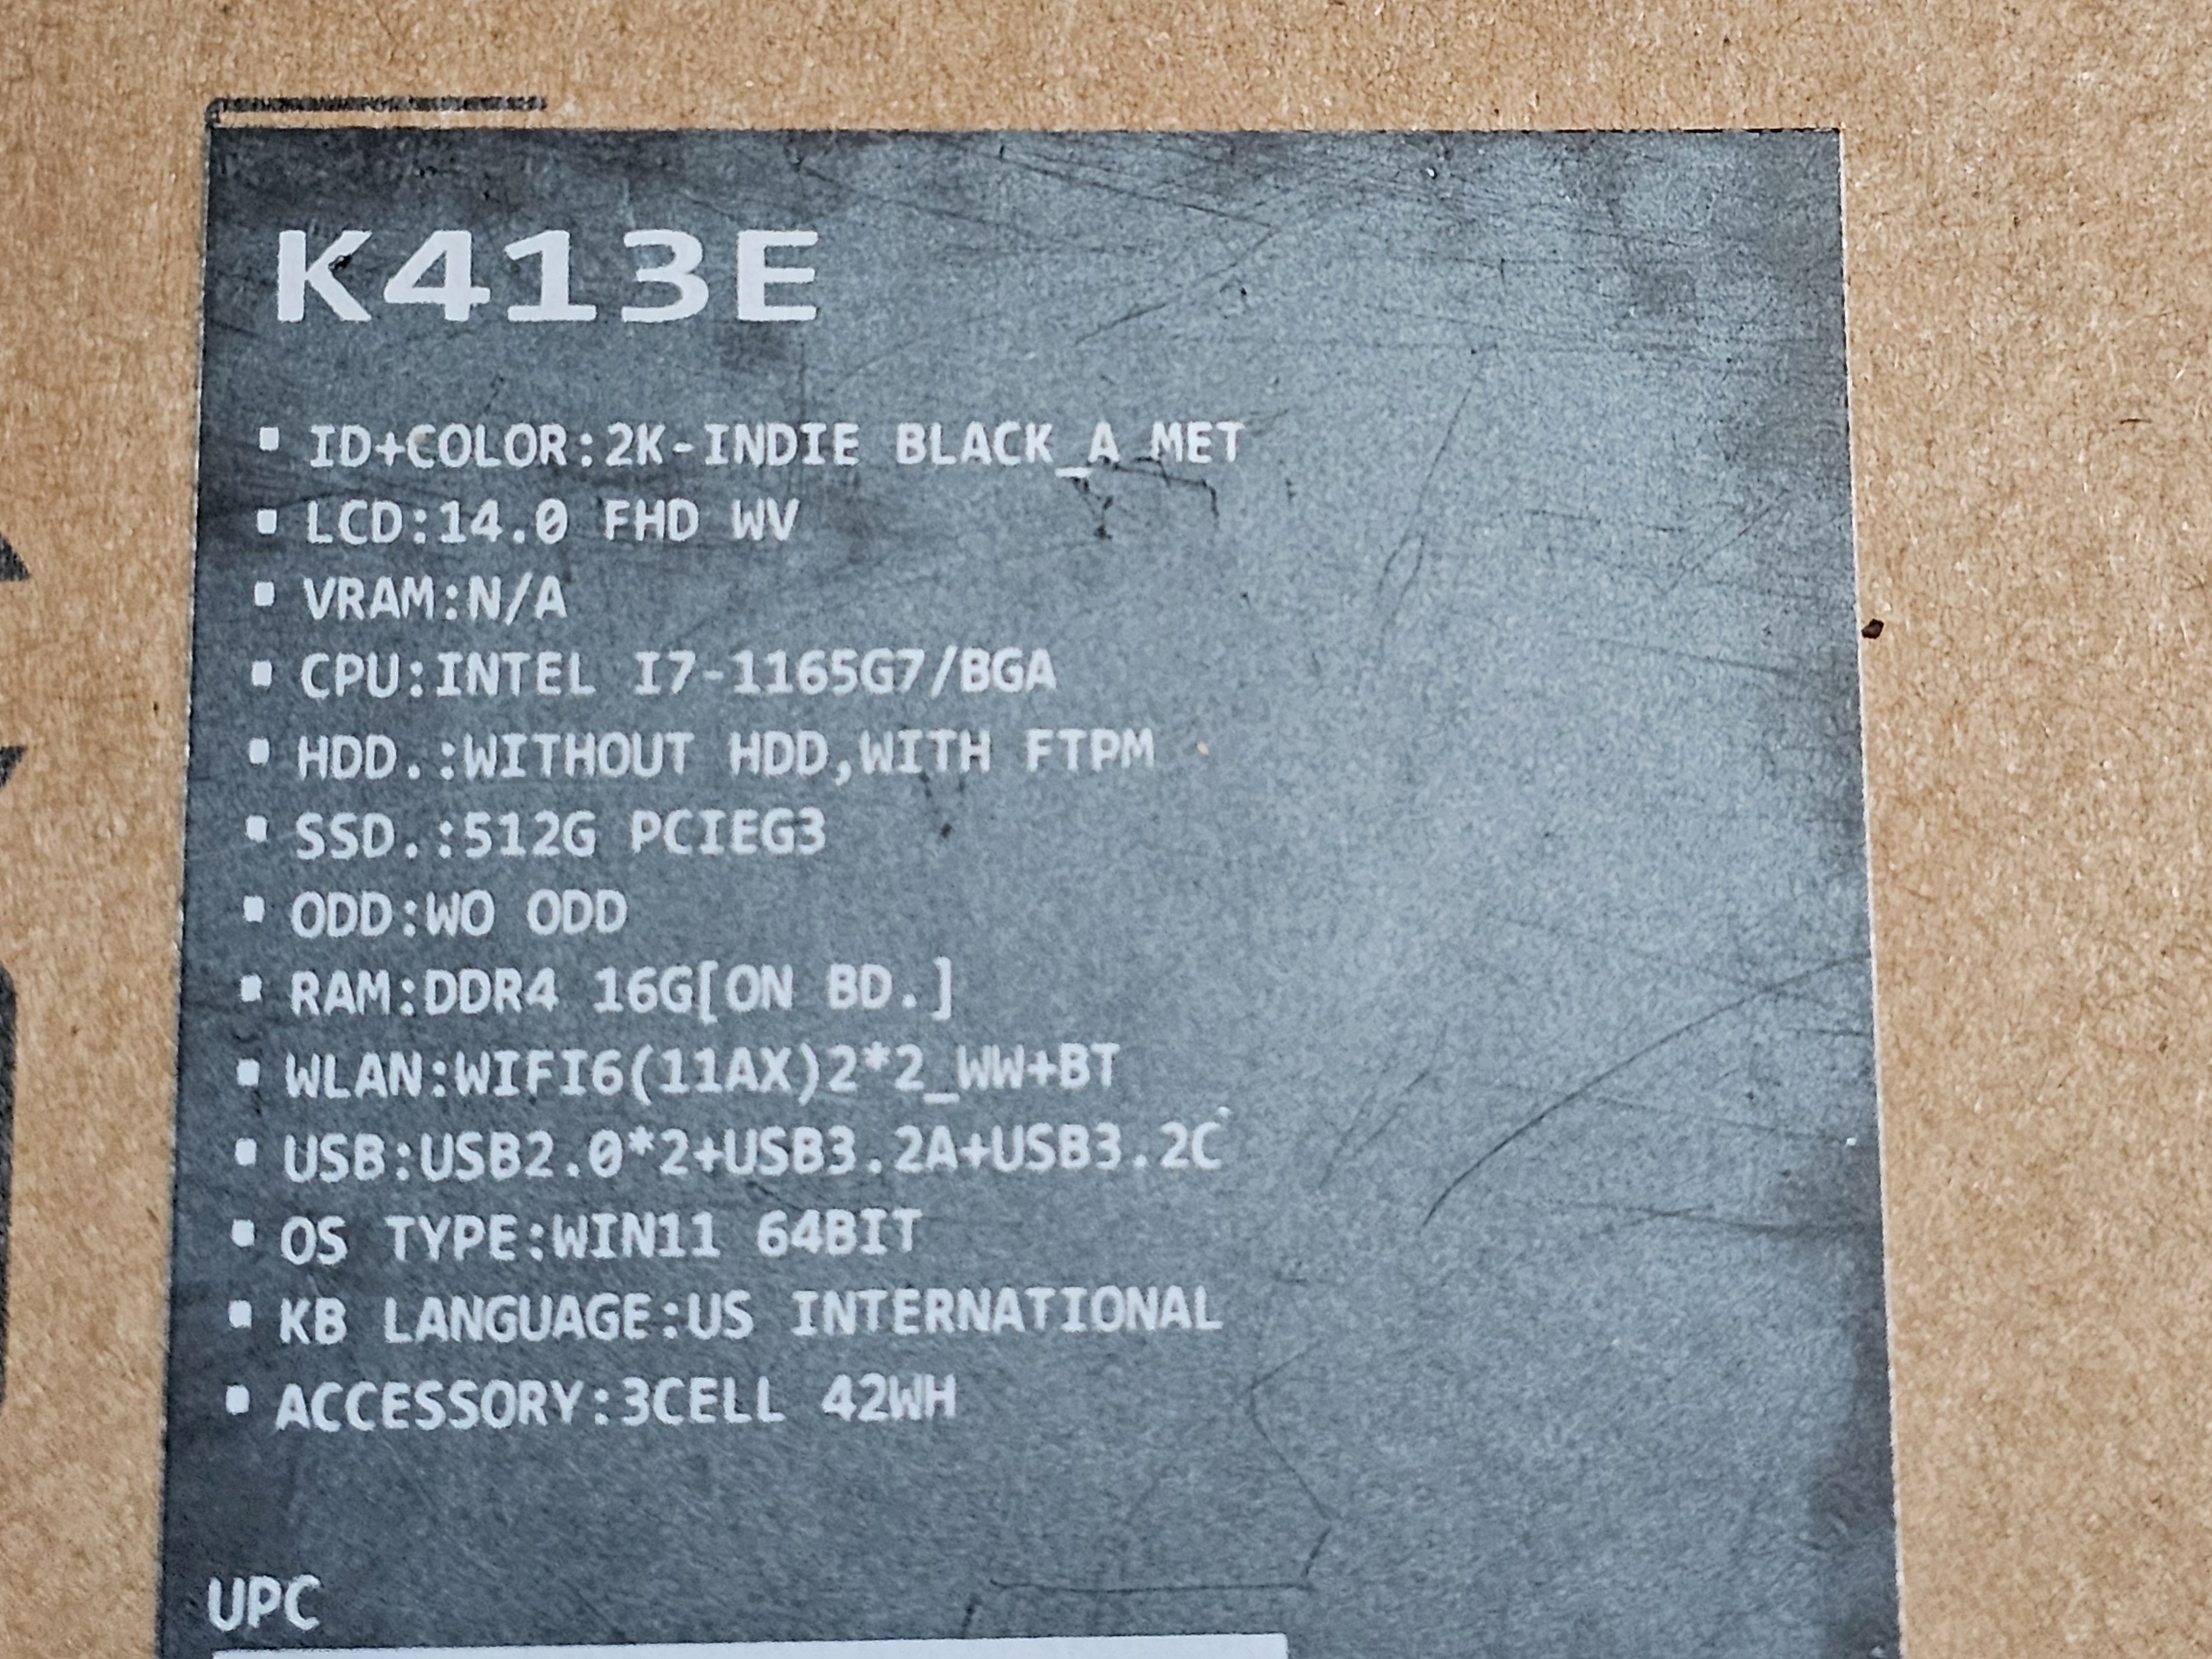 K413E
▪ ID+COLOR:2K-INDIE BLACK_A MET
▪ LCD:14.0 FHD WV
▪ VRAM:N/A
▪ CPU:INTEL I7-1165G7/BGA
▪ HDD.:WITHOUT HDD,WITH FTPM
▪ SSD.:512G PCIEG3
▪ ODD:WO ODD
▪ RAM:DDR4 16G[ON BD.]
▪ WLAN:WIFI6(11AX)2*2_WW+BT
▪ USB:USB2.0*2+USB3.2A+USB3.2C
▪ OS TYPE:WIN11 64BIT
▪ KB LANGUAGE:US INTERNATIONAL
▪ ACCESSORY:3CELL 42WH
UPC